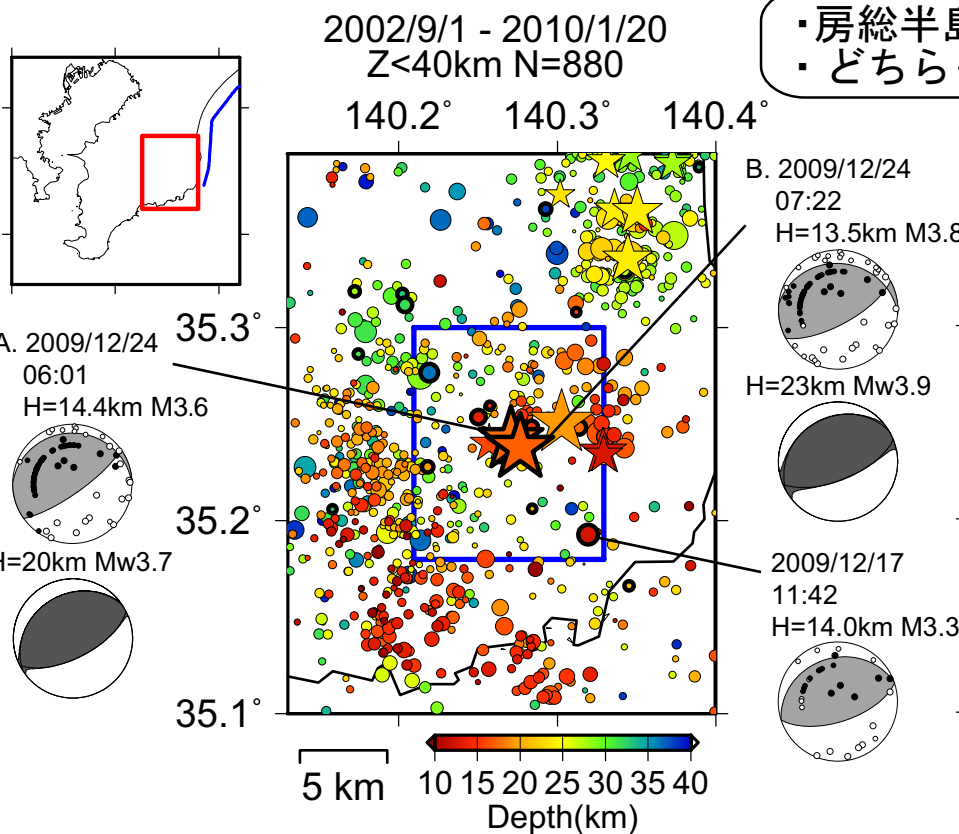 2002/9/1 - 2010/1/20
Z<40km N=880
・房総半島
・どちら
140.2°
140.3°
140.4°
35.3°
35.2°
35.1°
A. 2009/12/24
06:01
H=14.4km M3.6
H=20km Mw3.7
B. 2009/12/24
07:22
H=13.5km M3.8
H=23km Mw3.9
2009/12/17
11:42
H=14.0km M3.3
5 km
10 15 20 25 30 35 40
Depth(km)